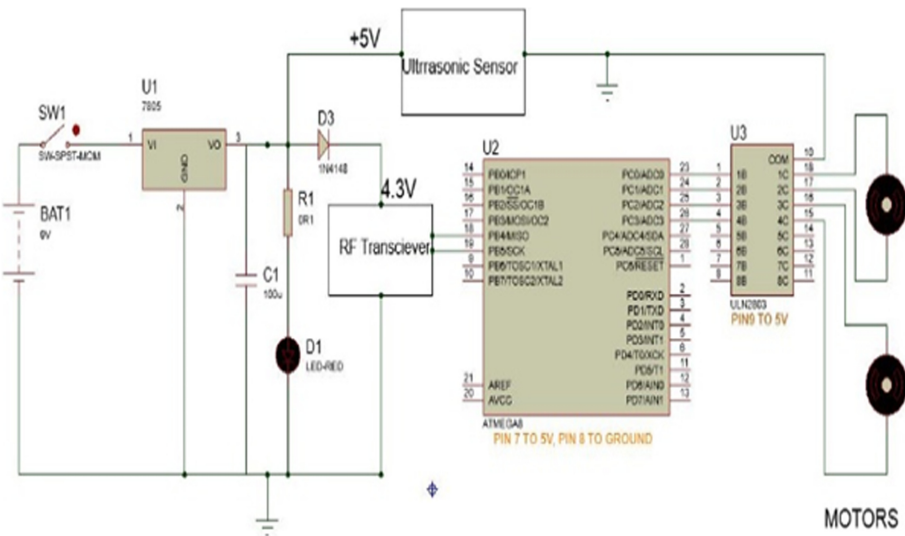 +5V
Ultrrasonic Sensor
U1
7805
SW1
SW-SPST-MOM
1 VI VO 3
GND
2
D3
1N4148
BAT1
9V
R1
0R1
4.3V
RF Transciever
C1
100u
D1
LED-RED
U2
14 PB0/ICP1 PC0/ADC0 23
15 PB1/OC1A PC1/ADC1 24
16 PB2/SS/OC1B PC2/ADC2 25
17 PB3/MOSI/OC2 PC3/ADC3 26
18 PB4/MISO PC4/ADC4/SDA 27
19 PB5/SCK PC5/ADC5/SCL 28
9 PB6/TOSC1/XTAL1 PC6/RESET 1
10 PB7/TOSC2/XTAL2
PD0/RXD 2
PD1/TXD 3
PD2/INT0 4
PD3/INT1 5
PD4/T0/XCK 6
PD5/T1 11
21 AREF PD6/AIN0 12
20 AVCC PD7/AIN1 13
ATMEGA8
PIN 7 TO 5V, PIN 8 TO GROUND
U3
COM 10
1 1B 1C 18
2 2B 2C 17
3 3B 3C 16
4 4B 4C 15
5 5B 5C 14
6 6B 6C 13
7 7B 7C 12
8 8B 8C 11
ULN2803
PIN9 TO 5V
MOTORS